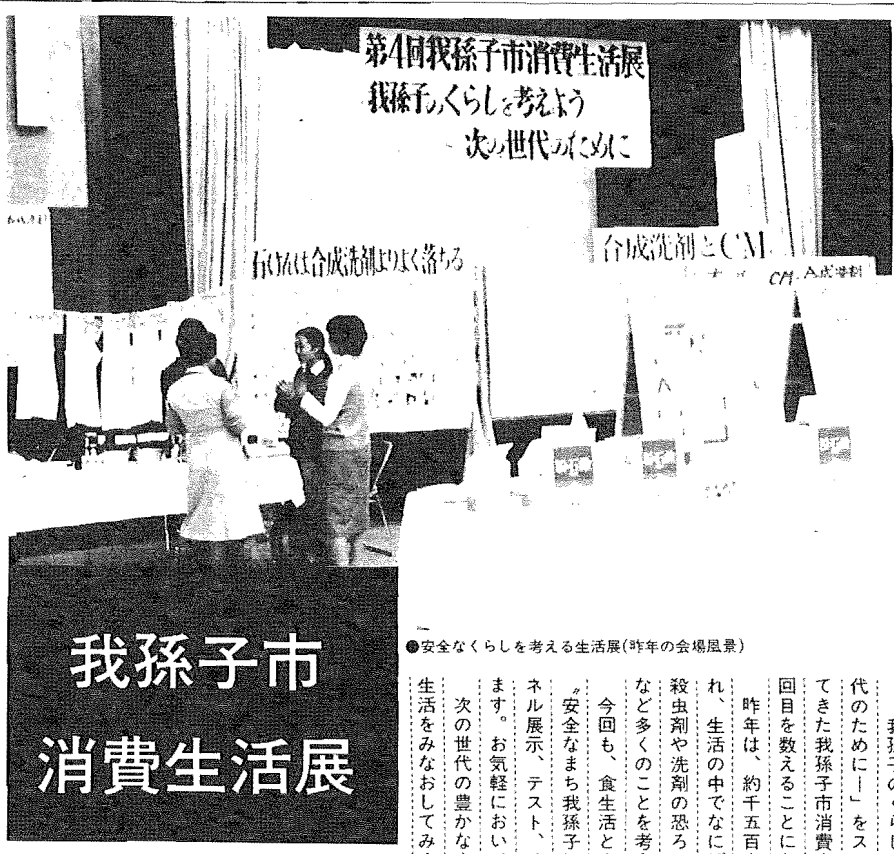 第4回我孫子市消費生活展
我孫子のくらしを考えよう
次の世代のために
石けんは合成洗剤よりよく落ちる
合成洗剤とCM
CM 合成洗剤
●安全なくらしを考える生活展(昨年の会場風景)
我孫子市
消費生活展
代のために―」をス
てきた我孫子市消費
回目を数えることに
昨年は、約千五百
れ、生活の中でなに
殺虫剤や洗剤の恐ろ
など多くのことを考
今回も、食生活と
〝安全なまち我孫子
ネル展示、テスト、
ます。お気軽におい
次の世代の豊かな
生活をみなおしてみ